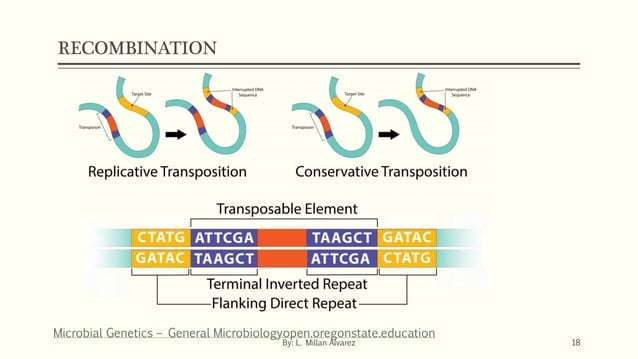 RECOMBINATION
Target Site
Transposon
Interrupted DNA
Sequence
Replicative Transposition
Target Site
Transposon
Interrupted DNA
Sequence
Conservative Transposition
Transposable Element
CTATG ATTCGA TAAGCT GATAC
GATAC TAAGCT ATTCGA CTATG
Terminal Inverted Repeat
Flanking Direct Repeat
Microbial Genetics – General Microbiologyopen.oregonstate.education
By: L. Millan Alvarez
18